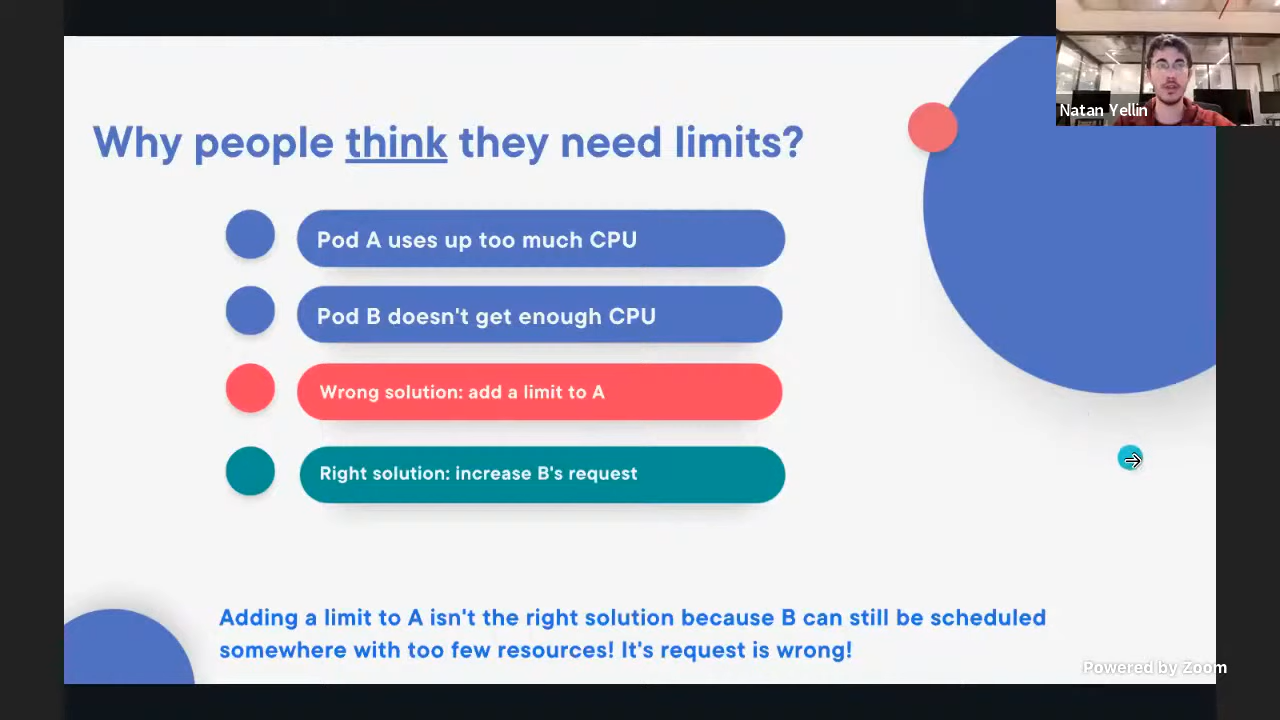 Natan Yellin
Why people think they need limits?
Pod A uses up too much CPU
Pod B doesn't get enough CPU
Wrong solution: add a limit to A
Right solution: increase B's request
Adding a limit to A isn't the right solution because B can still be scheduled
somewhere with too few resources! It's request is wrong!
Powered by Zoom